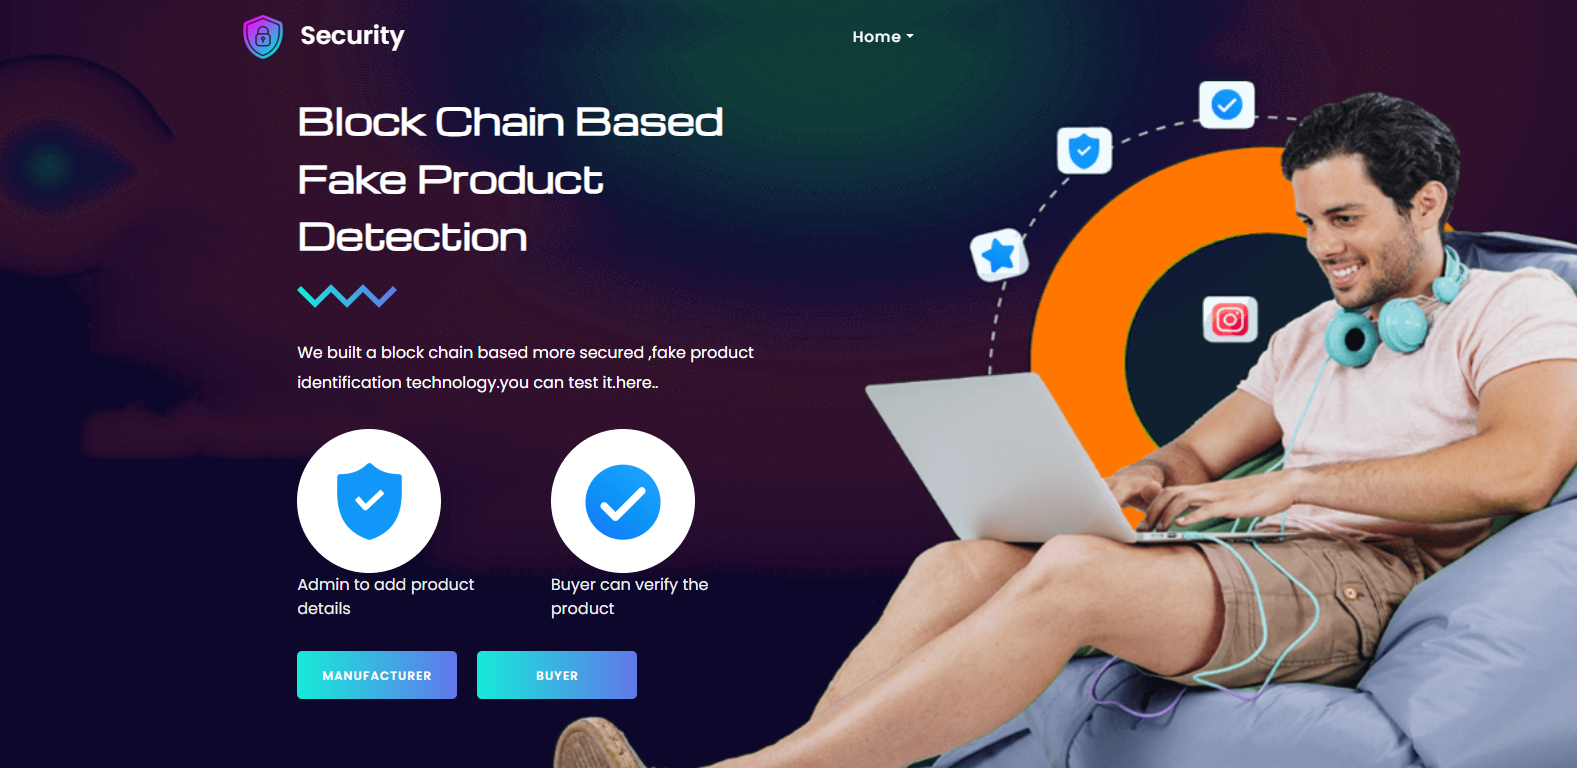 Security
Home
Block Chain Based
Fake Product
Detection
We built a block chain based more secured ,fake product
identification technology.you can test it.here..
Admin to add product
details
Buyer can verify the
product
MANUFACTURER
BUYER